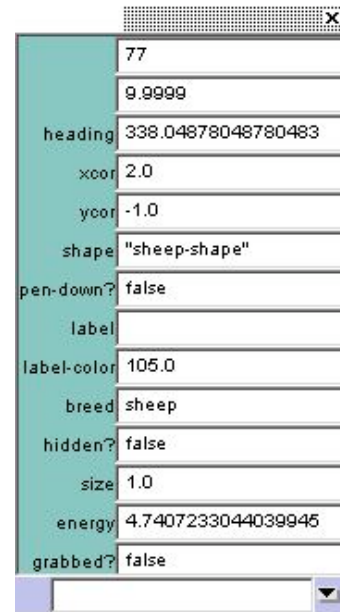 x
77
9.9999
heading 338.04878048780483
xcor 2.0
ycor -1.0
shape "sheep-shape"
pen-down? false
label
label-color 105.0
breed sheep
hidden? false
size 1.0
energy 4.7407233044039945
grabbed? false